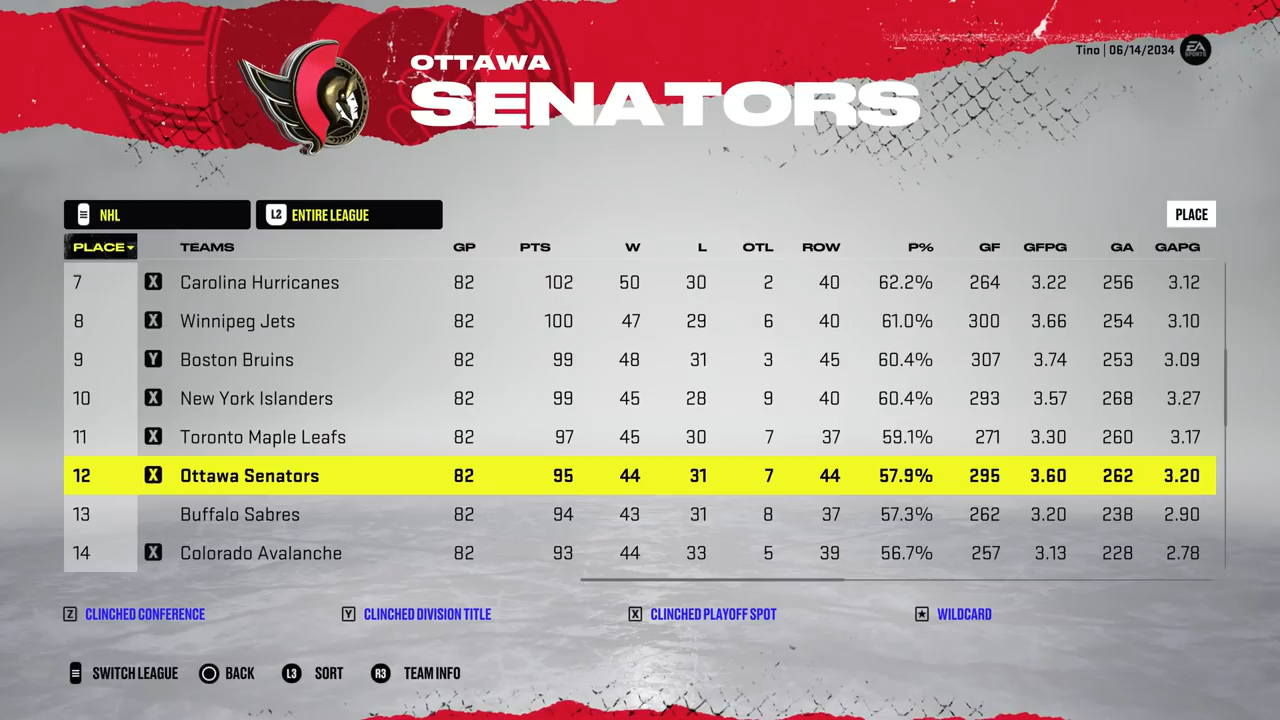 OTTAWA
SENATORS
Tino | 06/14/2034
EA SPORTS
NHL
L2 ENTIRE LEAGUE
PLACE
PLACE TEAMS GP PTS W L OTL ROW P% GF GFPG GA GAPG
7 X Carolina Hurricanes 82 102 50 30 2 40 62.2% 264 3.22 256 3.12
8 X Winnipeg Jets 82 100 47 29 6 40 61.0% 300 3.66 254 3.10
9 Y Boston Bruins 82 99 48 31 3 45 60.4% 307 3.74 253 3.09
10 X New York Islanders 82 99 45 28 9 40 60.4% 293 3.57 268 3.27
11 X Toronto Maple Leafs 82 97 45 30 7 37 59.1% 271 3.30 260 3.17
12 X Ottawa Senators 82 95 44 31 7 44 57.9% 295 3.60 262 3.20
13 Buffalo Sabres 82 94 43 31 8 37 57.3% 262 3.20 238 2.90
14 X Colorado Avalanche 82 93 44 33 5 39 56.7% 257 3.13 228 2.78
Z CLINCHED CONFERENCE Y CLINCHED DIVISION TITLE X CLINCHED PLAYOFF SPOT WILDCARD
SWITCH LEAGUE BACK L3 SORT R3 TEAM INFO